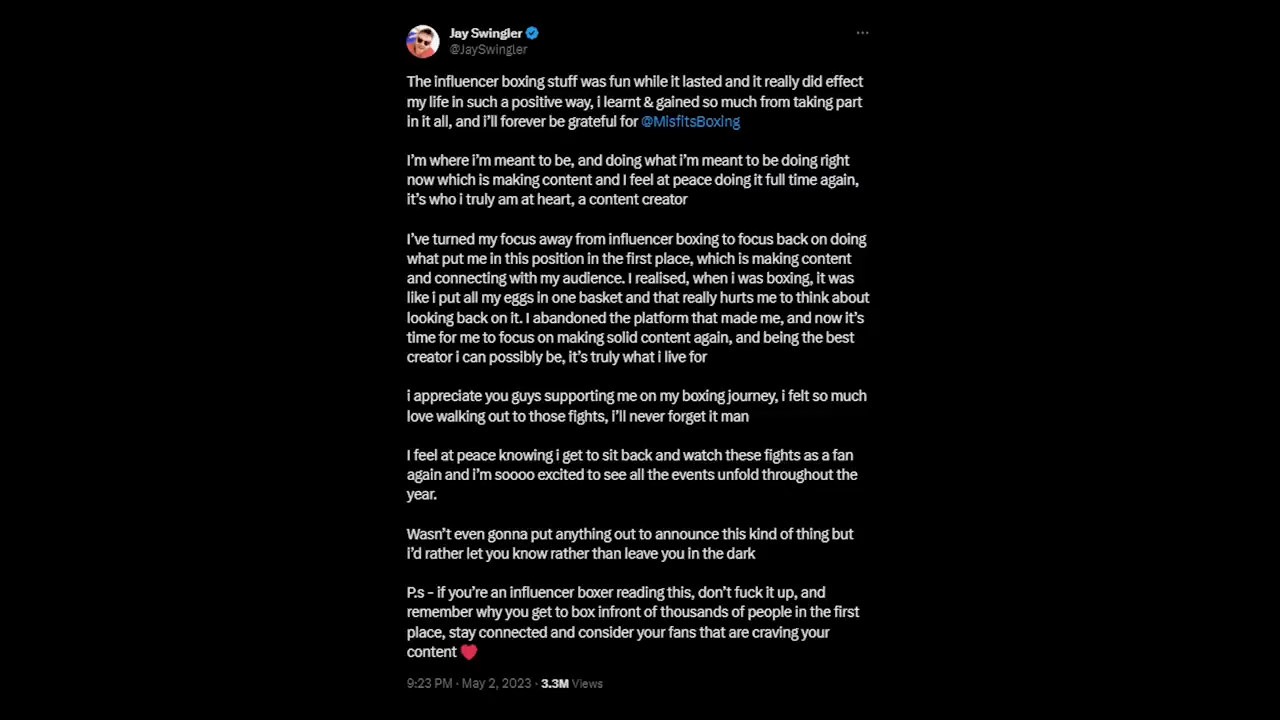 Jay Swingler
@JaySwingler
The influencer boxing stuff was fun while it lasted and it really did effect
my life in such a positive way, i learnt & gained so much from taking part
in it all, and i’ll forever be grateful for @MisfitsBoxing
I’m where i’m meant to be, and doing what i’m meant to be doing right
now which is making content and I feel at peace doing it full time again,
it’s who i truly am at heart, a content creator
I’ve turned my focus away from influencer boxing to focus back on doing
what put me in this position in the first place, which is making content
and connecting with my audience. I realised, when i was boxing, it was
like i put all my eggs in one basket and that really hurts me to think about
looking back on it. I abandoned the platform that made me, and now it’s
time for me to focus on making solid content again, and being the best
creator i can possibly be, it’s truly what i live for
i appreciate you guys supporting me on my boxing journey, i felt so much
love walking out to those fights, i’ll never forget it man
I feel at peace knowing i get to sit back and watch these fights as a fan
again and i’m soooo excited to see all the events unfold throughout the
year.
Wasn’t even gonna put anything out to announce this kind of thing but
i’d rather let you know rather than leave you in the dark
P.s - if you’re an influencer boxer reading this, don’t fuck it up, and
remember why you get to box infront of thousands of people in the first
place, stay connected and consider your fans that are craving your
content ❤️
9:23 PM · May 2, 2023 · 3.3M Views